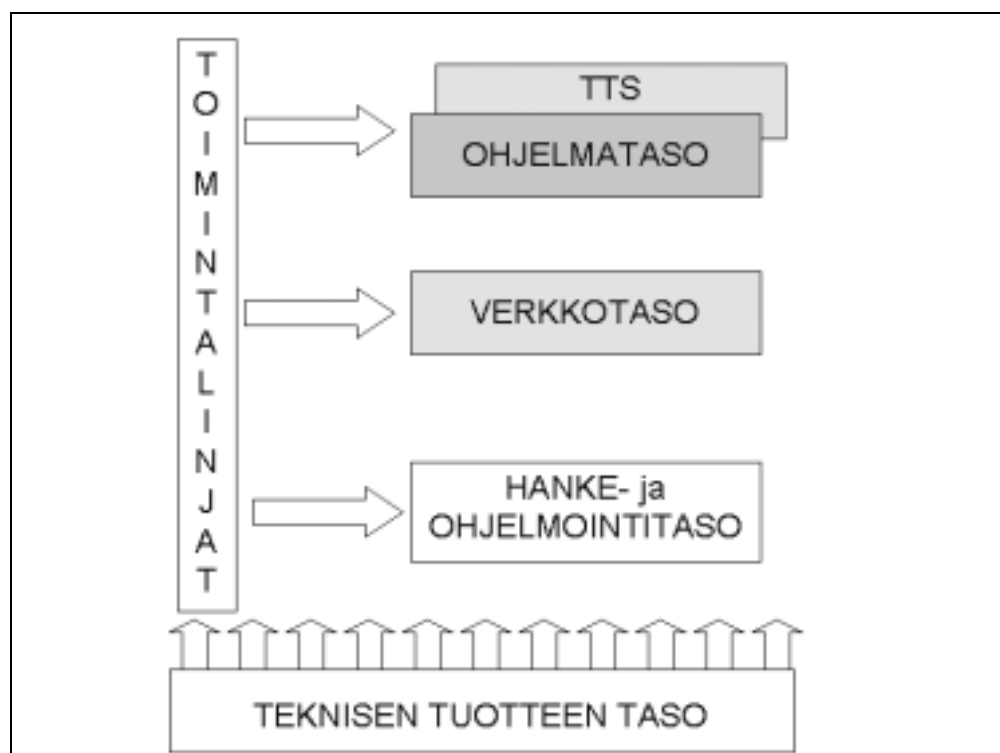 TOIMINTALINJAT
TTS
OHJELMATASO
VERKKOTASO
HANKE- ja
OHJELMOINTITASO
TEKNISEN TUOTTEEN TASO